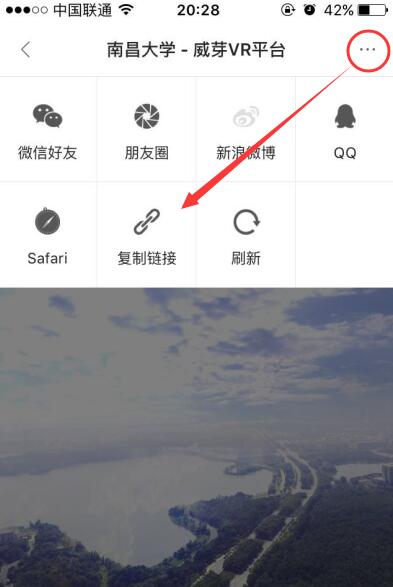 中国联通 20:28 42%
南昌大学 - 威芽VR平台
微信好友 朋友圈 新浪微博 QQ
Safari 复制链接 刷新